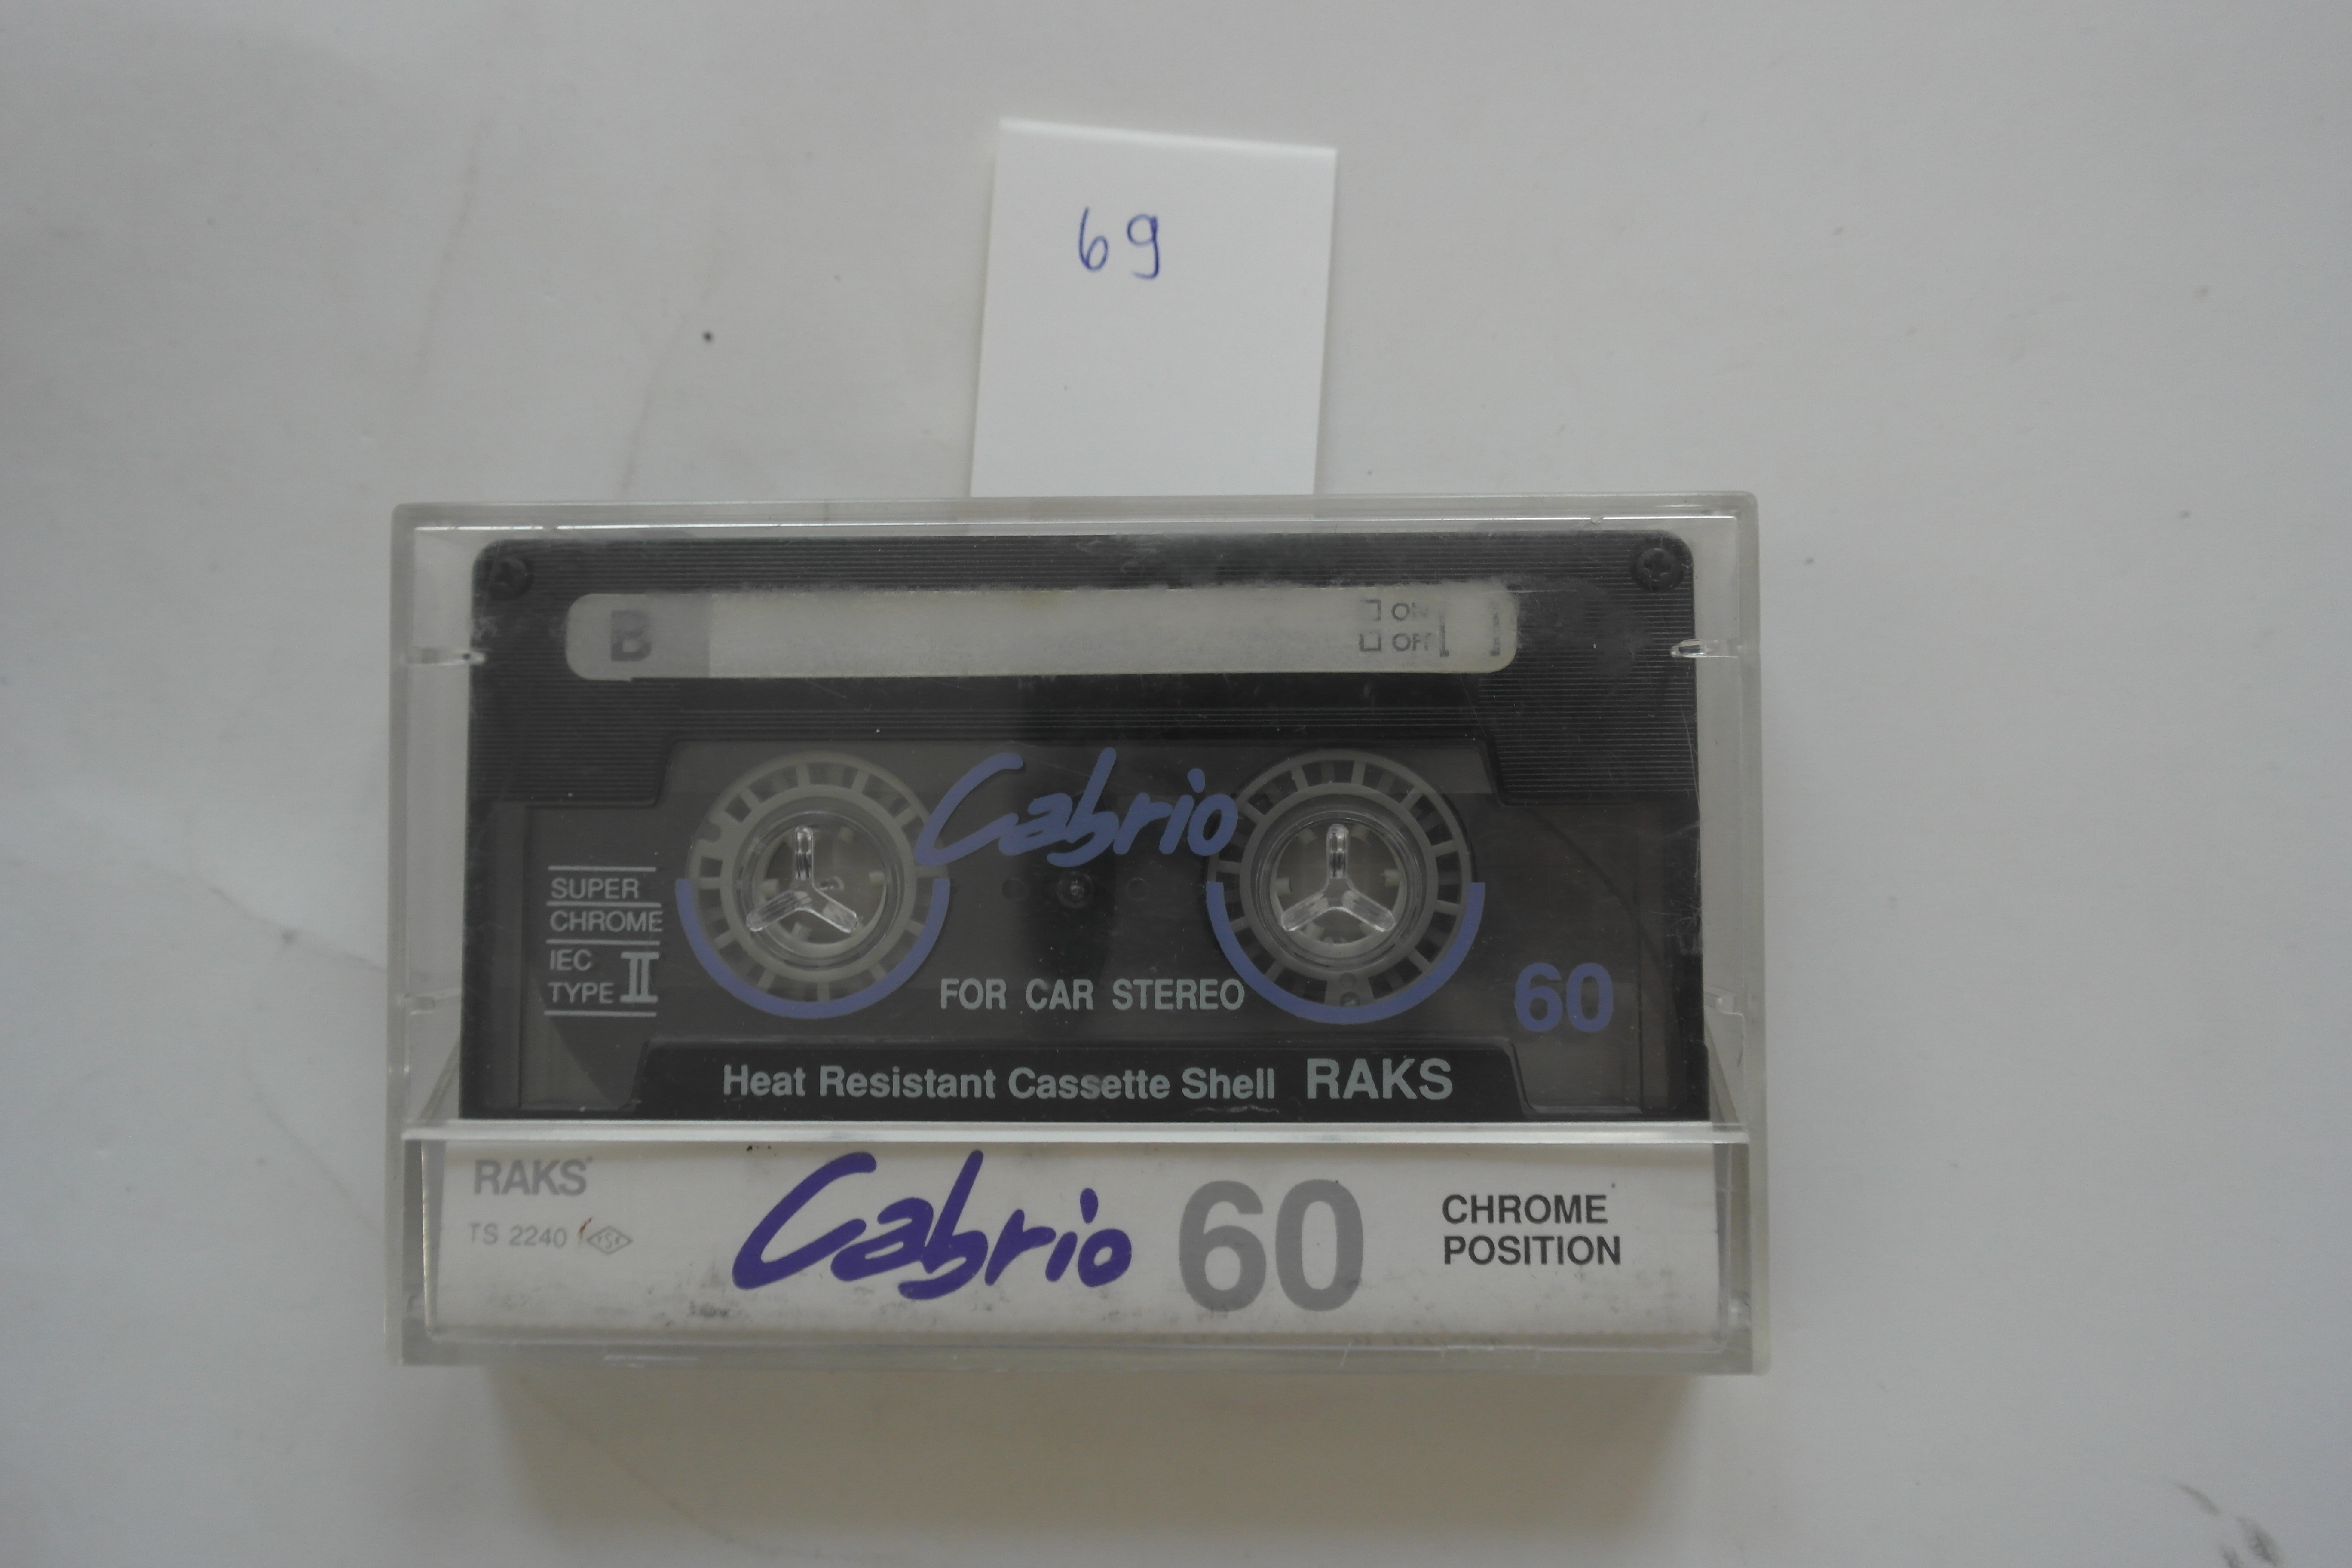 69
B
ON
OFF
Cabrio
SUPER
CHROME
IEC
TYPE II
FOR CAR STEREO
60
Heat Resistant Cassette Shell RAKS
RAKS
TS 2240
Cabrio 60
CHROME
POSITION